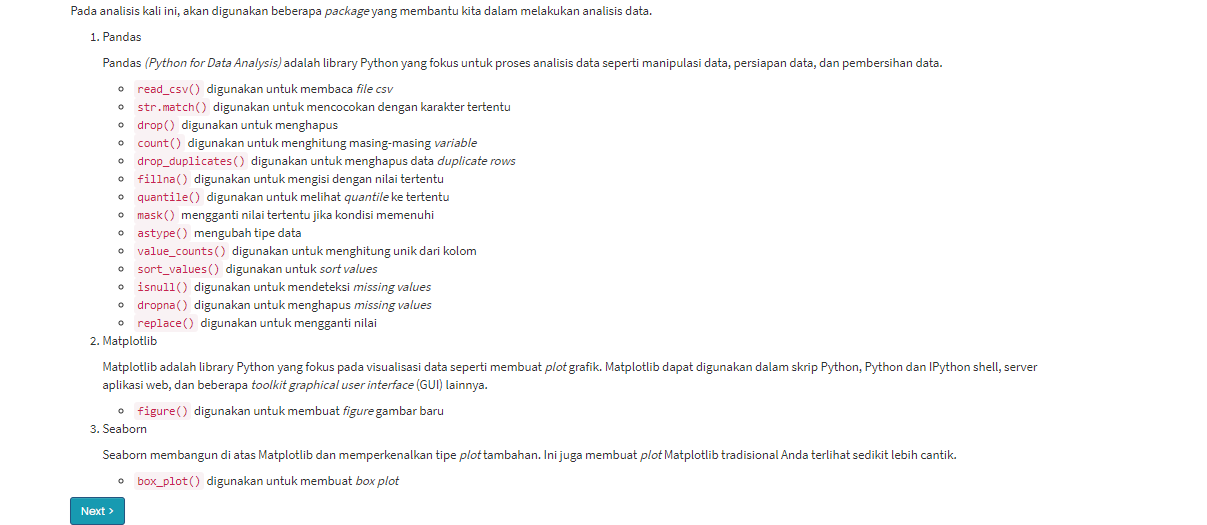 Pada analisis kali ini, akan digunakan beberapa package yang membantu kita dalam melakukan analisis data.
1. Pandas
Pandas (Python for Data Analysis) adalah library Python yang fokus untuk proses analisis data seperti manipulasi data, persiapan data, dan pembersihan data.
read_csv() digunakan untuk membaca file csv
str.match() digunakan untuk mencocokan dengan karakter tertentu
drop() digunakan untuk menghapus
count() digunakan untuk menghitung masing-masing variable
drop_duplicates() digunakan untuk menghapus data duplicate rows
fillna() digunakan untuk mengisi dengan nilai tertentu
quantile() digunakan untuk melihat quantile ke tertentu
mask() mengganti nilai tertentu jika kondisi memenuhi
astype() mengubah tipe data
value_counts() digunakan untuk menghitung unik dari kolom
sort_values() digunakan untuk sort values
isnull() digunakan untuk mendeteksi missing values
dropna() digunakan untuk menghapus missing values
replace() digunakan untuk mengganti nilai
2. Matplotlib
Matplotlib adalah library Python yang fokus pada visualisasi data seperti membuat plot grafik. Matplotlib dapat digunakan dalam skrip Python, Python dan IPython shell, server
aplikasi web, dan beberapa toolkit graphical user interface (GUI) lainnya.
figure() digunakan untuk membuat figure gambar baru
3. Seaborn
Seaborn membangun di atas Matplotlib dan memperkenalkan tipe plot tambahan. Ini juga membuat plot Matplotlib tradisional Anda terlihat sedikit lebih cantik.
box_plot() digunakan untuk membuat box plot
Next >